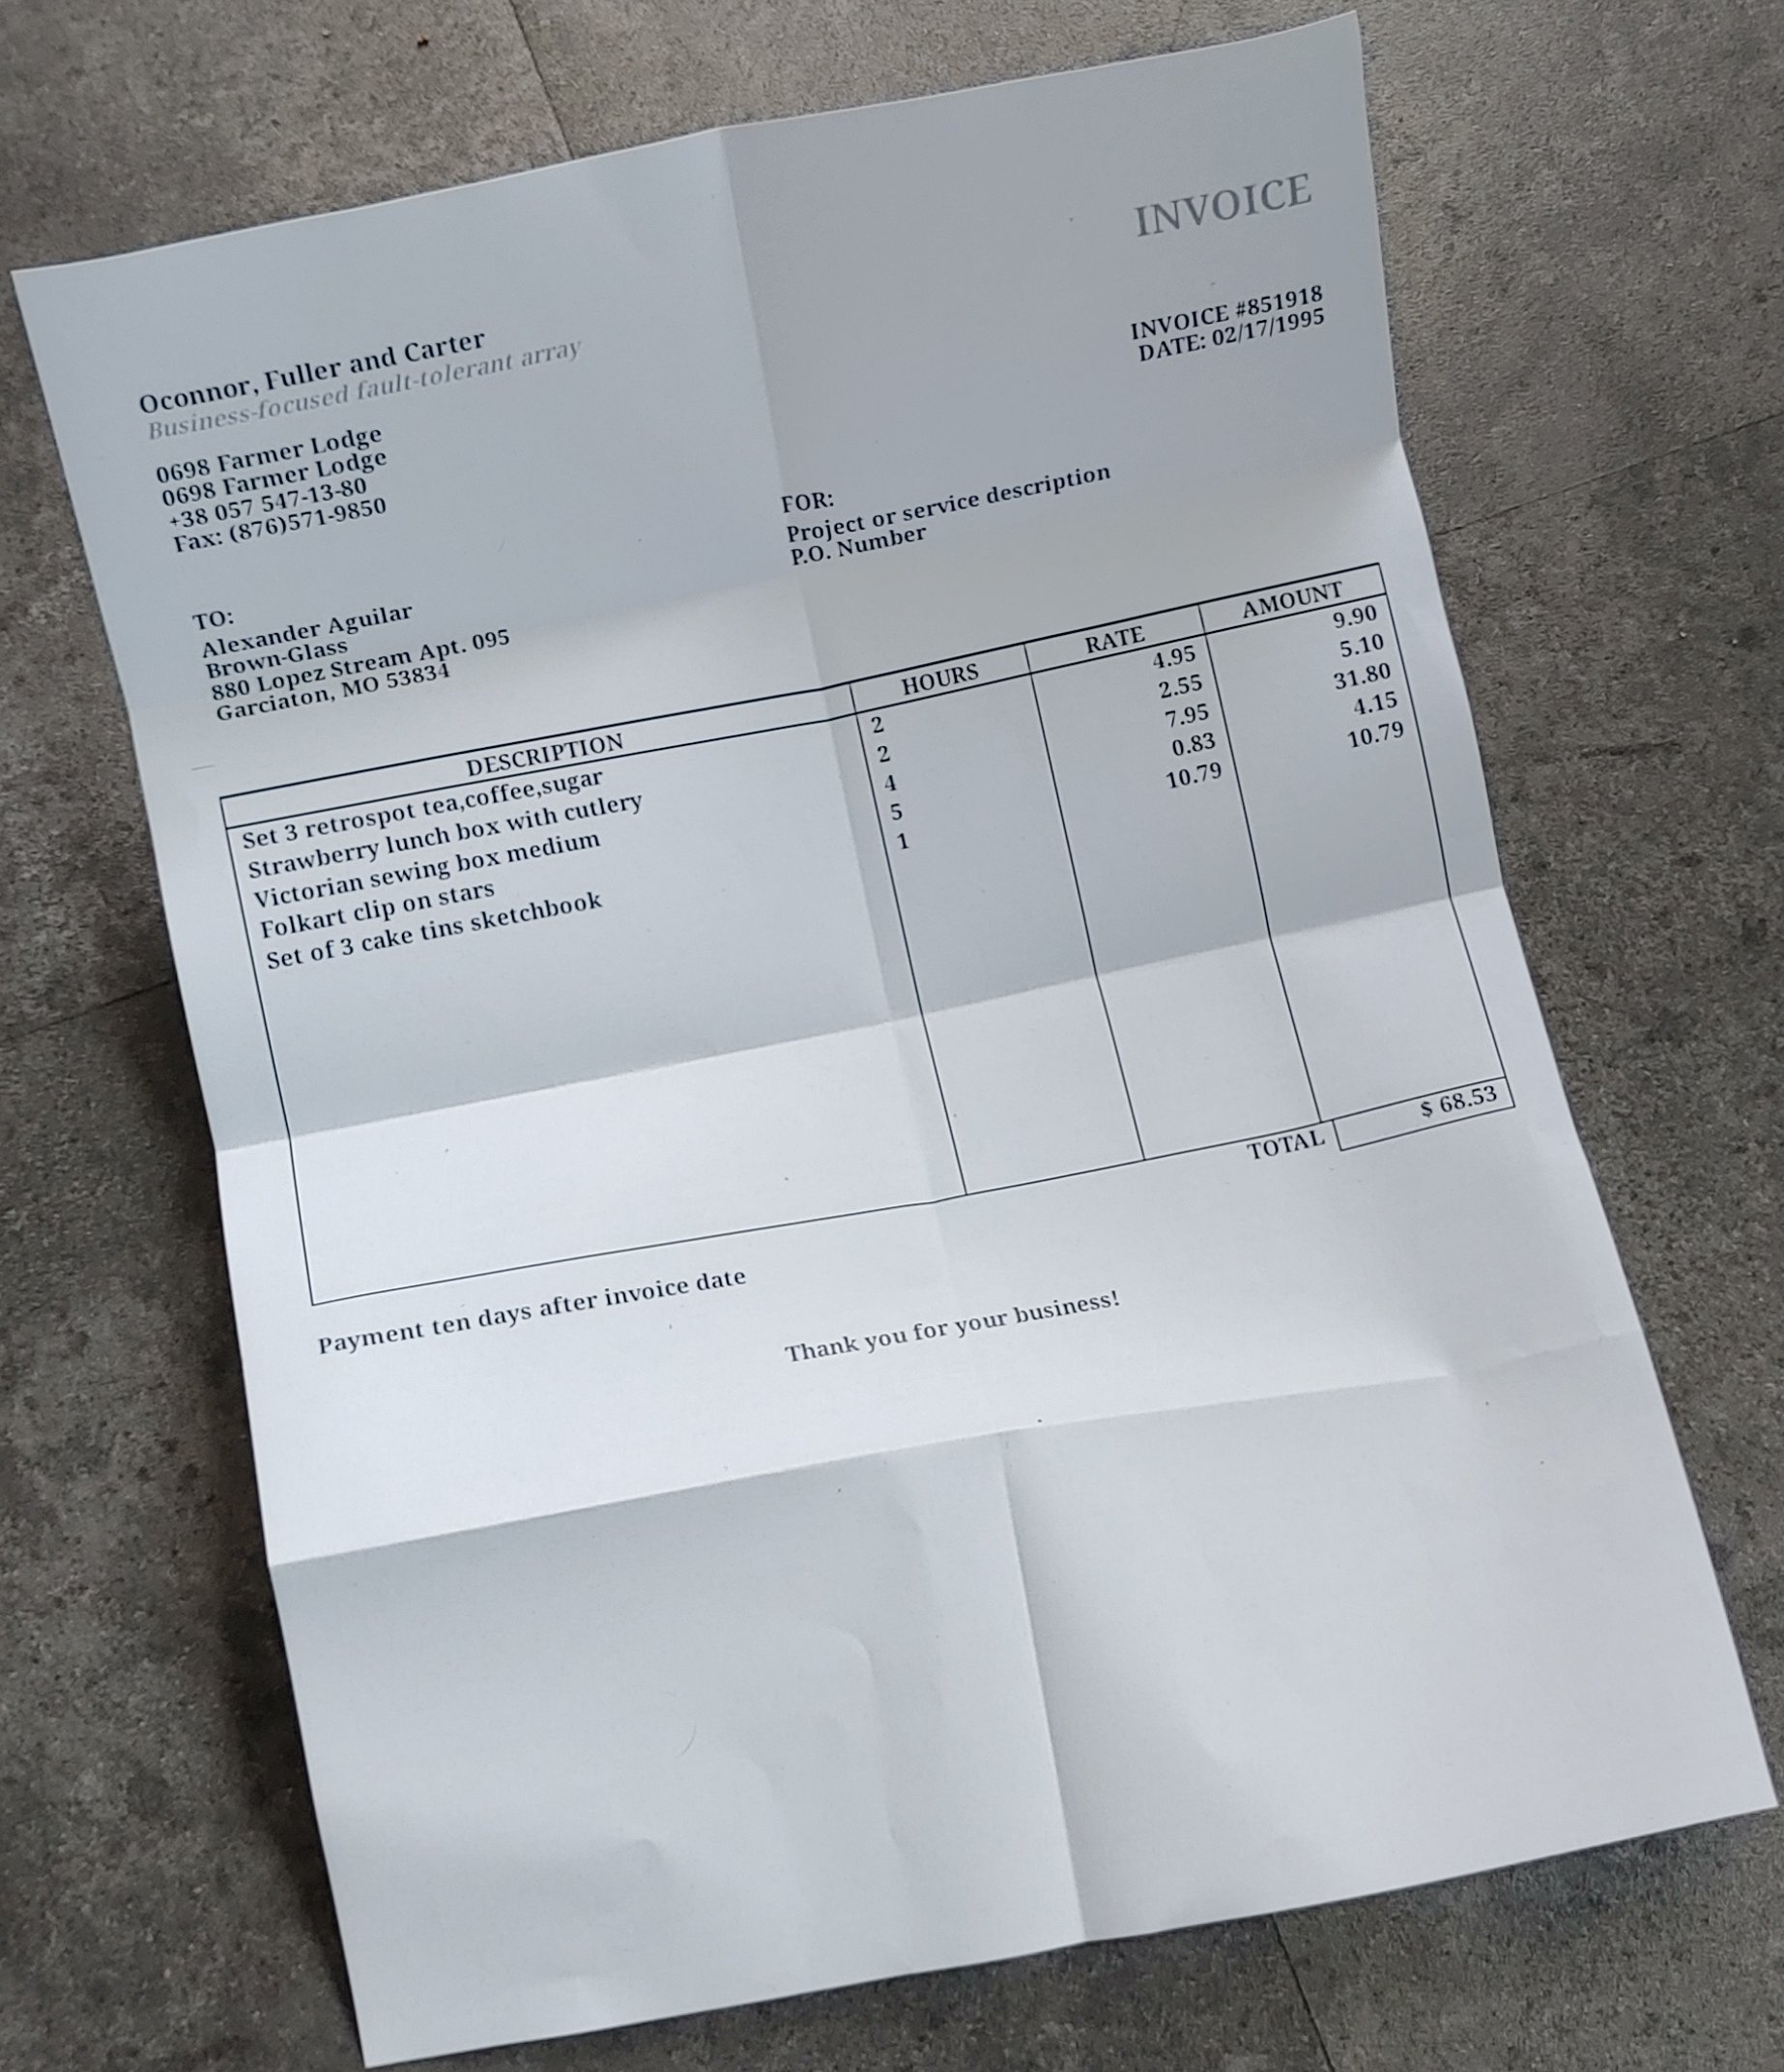 INVOICE
Oconnor, Fuller and Carter
Business-focused fault-tolerant array
INVOICE #851918
DATE: 02/17/1995
0698 Farmer Lodge
0698 Farmer Lodge
+38 057 547-13-80
Fax: (876)571-9850
TO:
Alexander Aguilar
Brown-Glass
880 Lopez Stream Apt. 095
Garciaton, MO 53834
FOR:
Project or service description
P.O. Number
DESCRIPTION HOURS RATE AMOUNT
Set 3 retrospot tea,coffee,sugar 2 4.95 9.90
Strawberry lunch box with cutlery 2 2.55 5.10
Victorian sewing box medium 4 7.95 31.80
Folkart clip on stars 5 0.83 4.15
Set of 3 cake tins sketchbook 1 10.79 10.79
TOTAL $ 68.53
Payment ten days after invoice date
Thank you for your business!